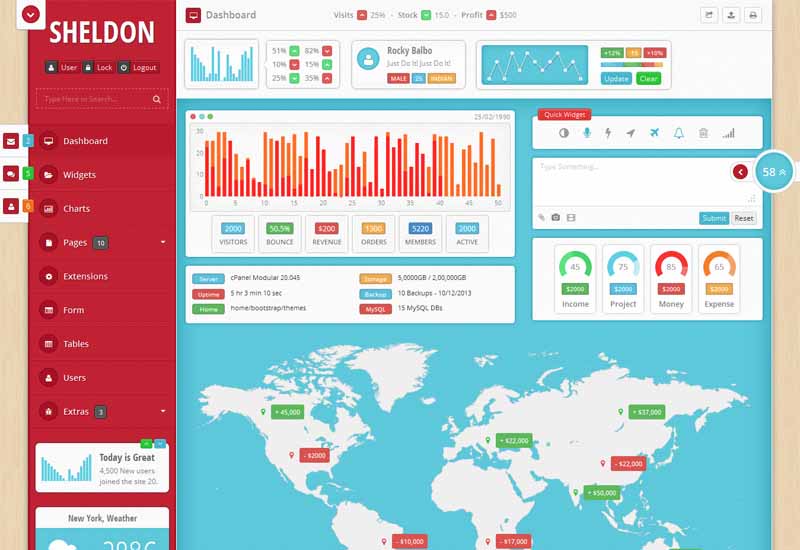 SHELDON
User Lock Logout
Type Here or Search...
Dashboard
Widgets
Charts
Pages 10
Extensions
Form
Tables
Users
Extras 3
Today is Great
4,500 New users
joined the site 20.
New York, Weather
2
5
6
Dashboard
Visits 25% - Stock 15.0 - Profit $500
51% 82%
10% 15%
25% 35%
Rocky Balbo
Just Do It! Just Do It!
MALE 25 INDIAN
+12% +10%
Update Clear
25/02/1990
30
20
10
0
0 5 10 15 20 25 30 35 40 45 50
2000 50.5% $200 1300 5220 2000
VISITORS BOUNCE REVENUE ORDERS MEMBERS ACTIVE
Server cPanel Modular 20.045 Storage 5,0000GB / 2,00,000GB
Uptime 5 hr 3 min 10 sec Backup 10 Backups - 10/12/2013
Home home/bootstrap/themes MySQL 15 MySQL DBs
Quick Widget
Type Something...
58
Submit Reset
45 75 85 65
$2000 $2000 $2000 $2000
Income Project Money Expense
+ 45,000
+ $37,000
+ $22,000
- $2000
- $22,000
+ $50,000
- $10,000
- $17,000